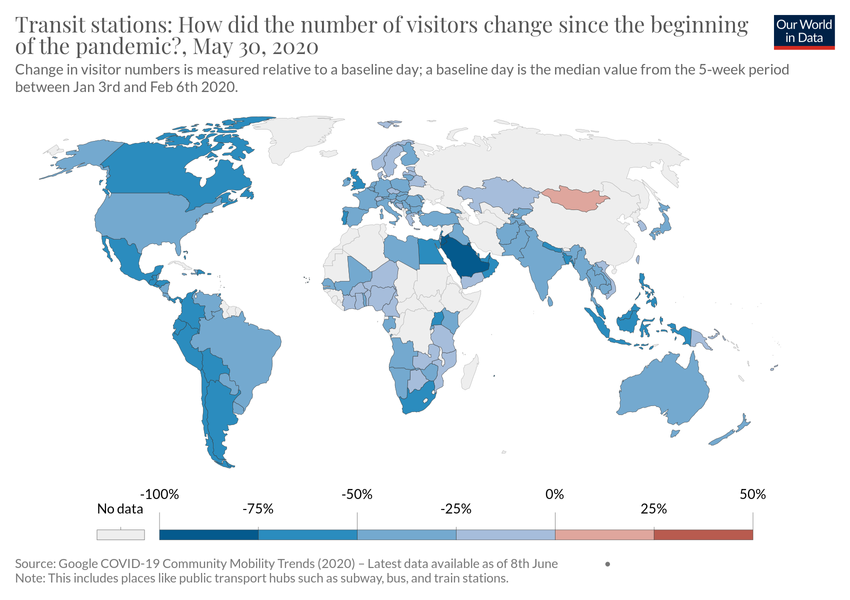 Transit stations: How did the number of visitors change since the beginning
of the pandemic?, May 30, 2020
Our World
in Data
Change in visitor numbers is measured relative to a baseline day; a baseline day is the median value from the 5-week period
between Jan 3rd and Feb 6th 2020.
No data
-100%
-75%
-50%
-25%
0%
25%
50%
Source: Google COVID-19 Community Mobility Trends (2020) – Latest data available as of 8th June
Note: This includes places like public transport hubs such as subway, bus, and train stations.